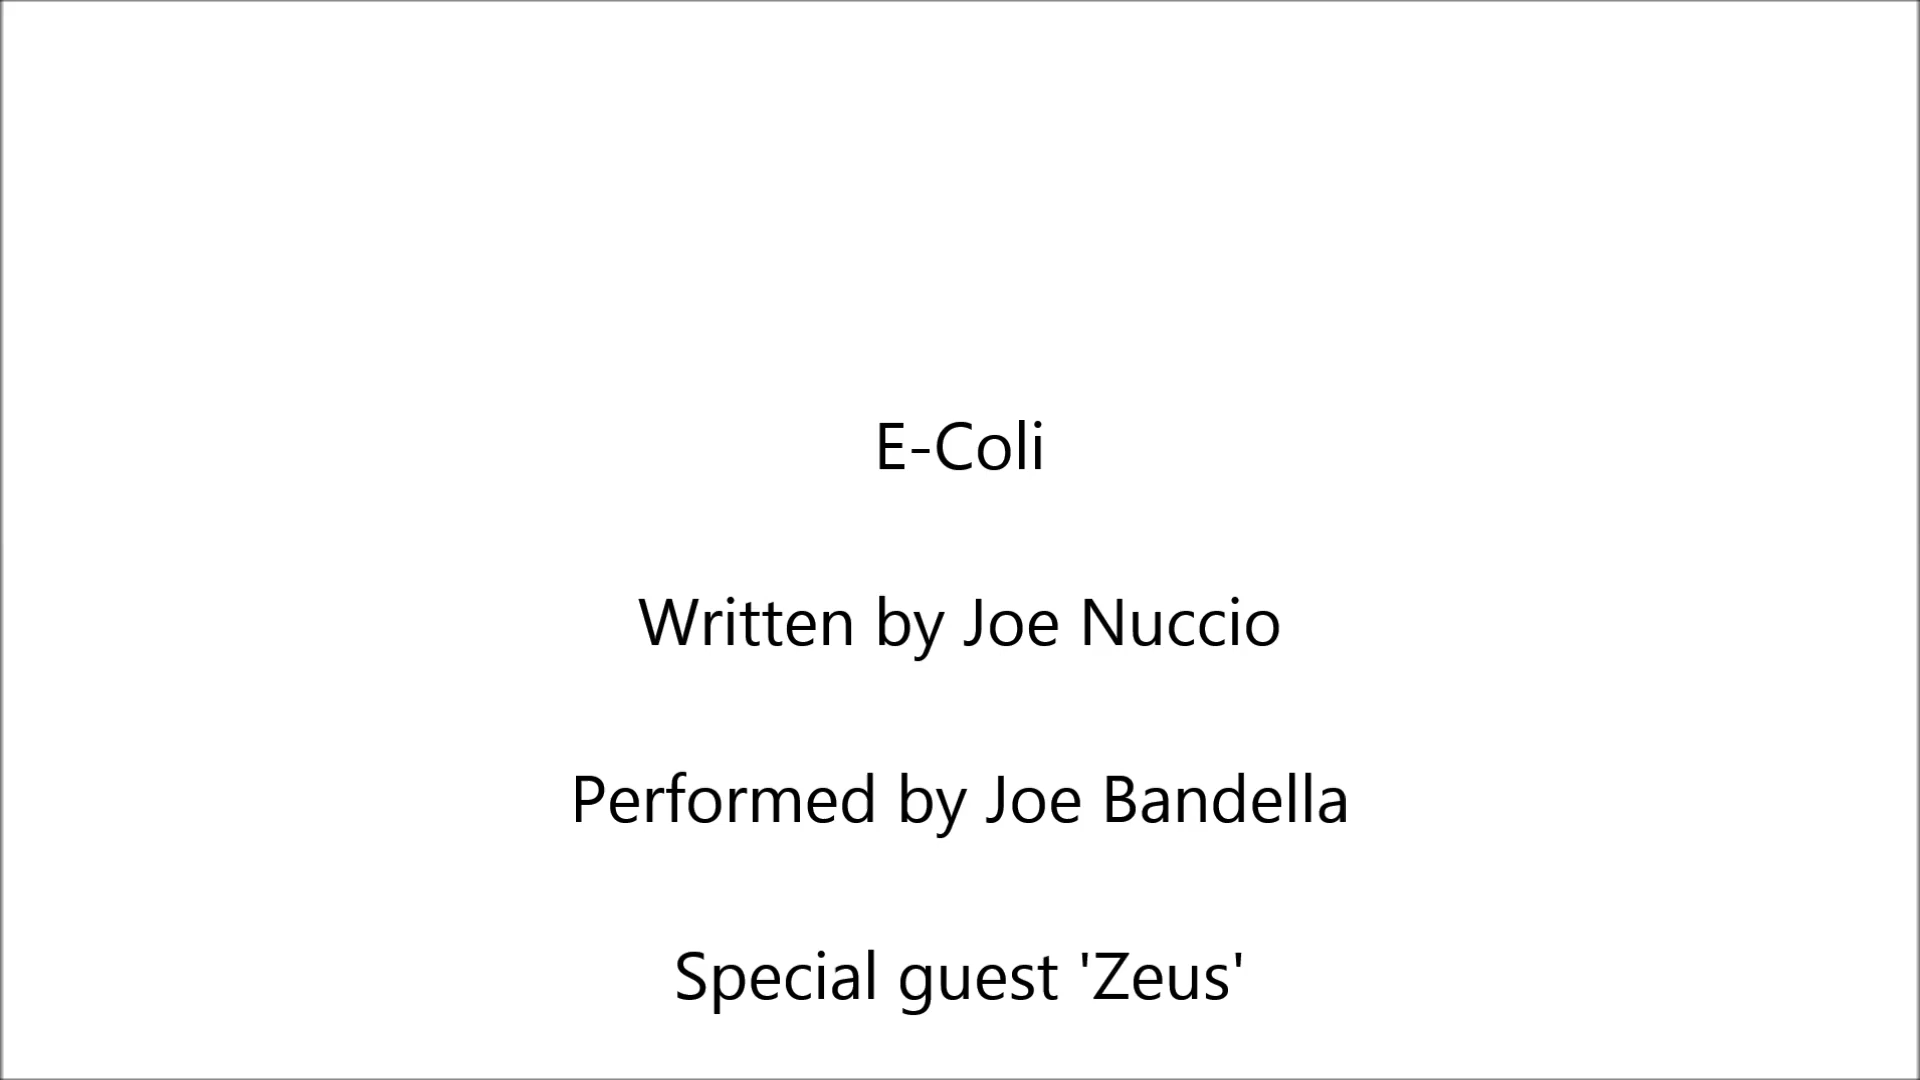 E-Coli
Written by Joe Nuccio
Performed by Joe Bandella
Special guest 'Zeus'